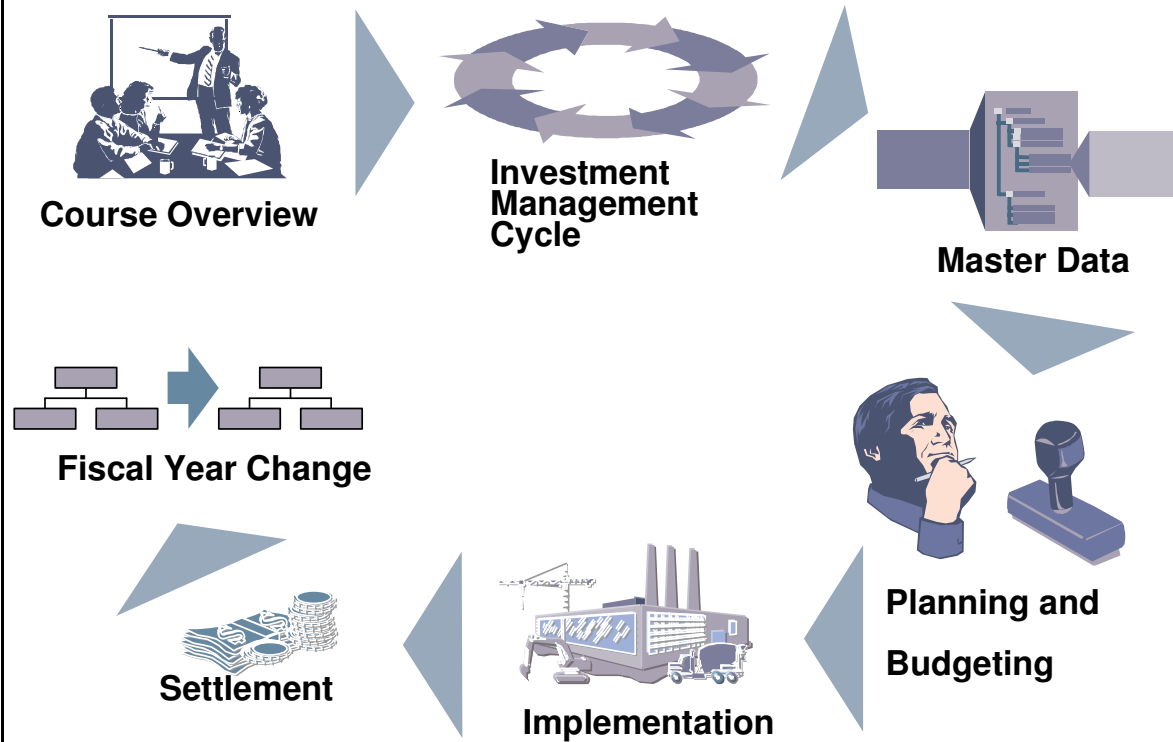 Course Overview
Investment
Management
Cycle
Master Data
Planning and
Budgeting
Implementation
Settlement
Fiscal Year Change